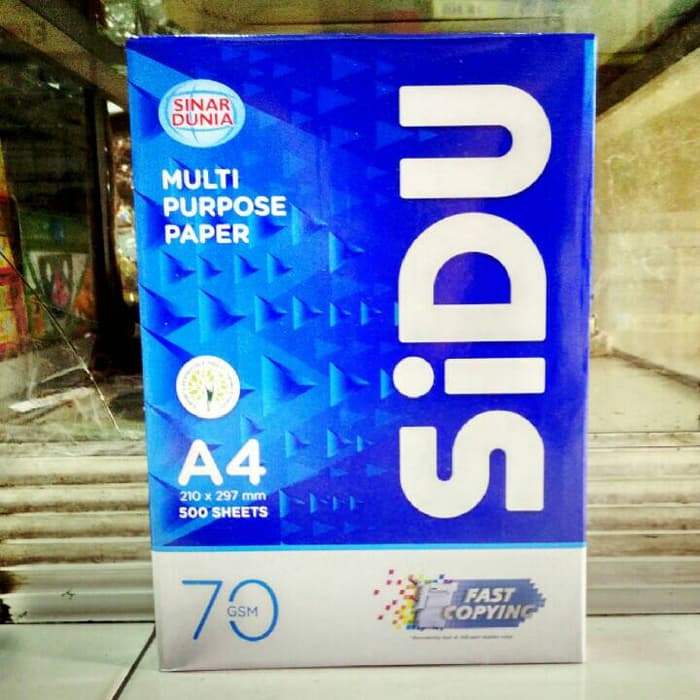 SINAR
DUNIA
MULTI
PURPOSE
PAPER
SiDU
A4
210 x 297 mm
500 SHEETS
70
GSM
FAST
COPYING